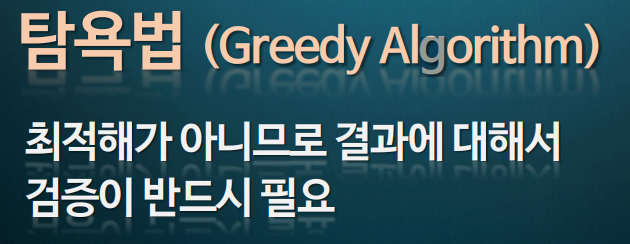 탐욕법 (Greedy Algorithm)
최적해가 아니므로 결과에 대해서
검증이 반드시 필요